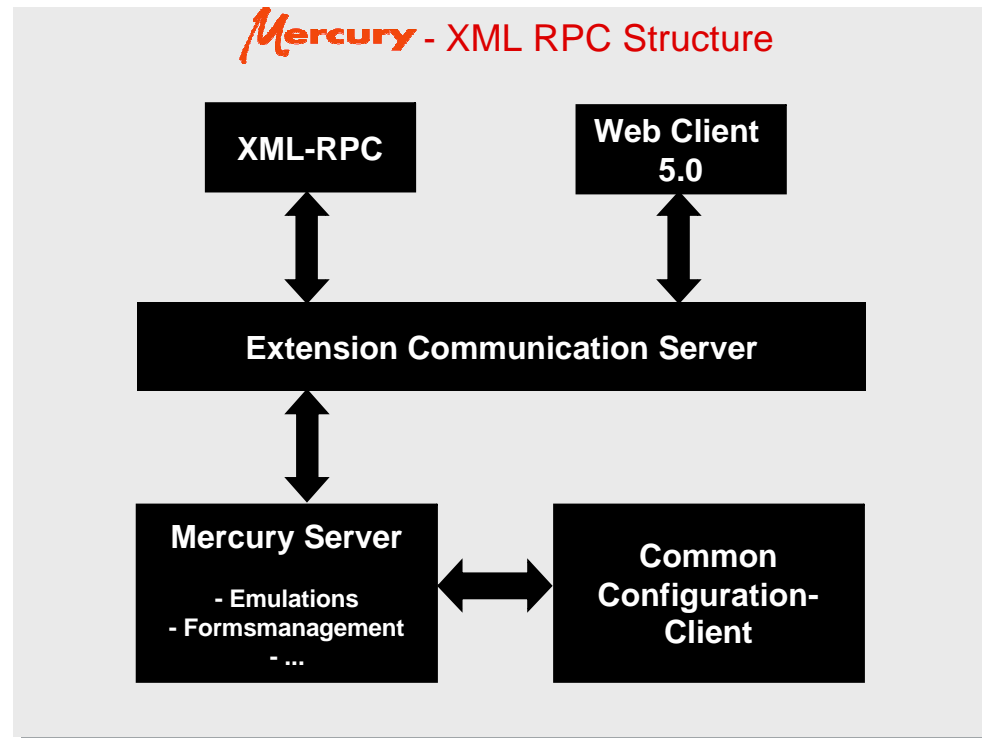 Mercury - XML RPC Structure
XML-RPC
Web Client
5.0
Extension Communication Server
Mercury Server
- Emulations
- Formsmanagement
- ...
Common
Configuration-
Client